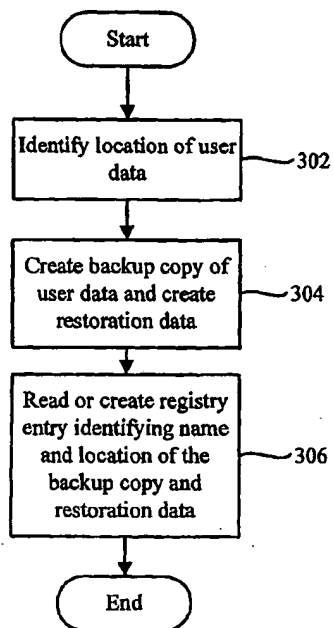 Start
Identify location of user
data
302
Create backup copy of
user data and create
restoration data
304
Read or create registry
entry identifying name
and location of the
backup copy and
restoration data
306
End